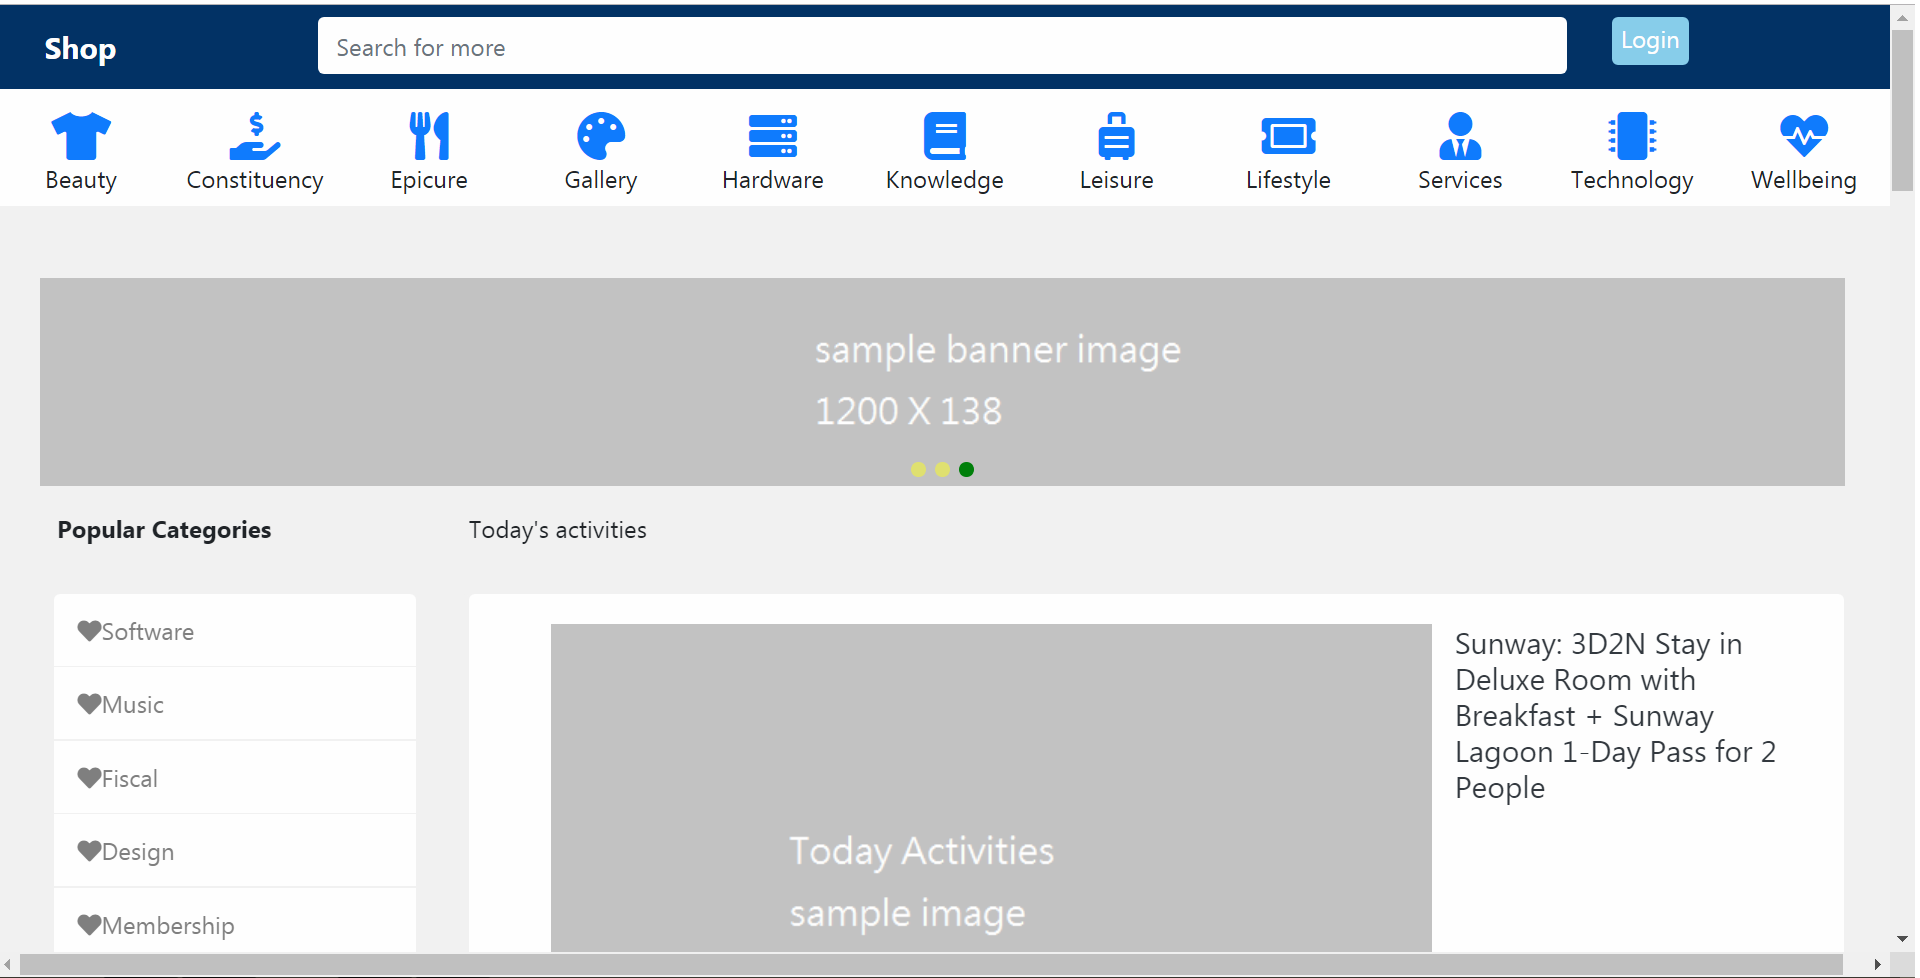 Shop
Search for more
Login
Beauty
Constituency
Epicure
Gallery
Hardware
Knowledge
Leisure
Lifestyle
Services
Technology
Wellbeing
sample banner image
1200 X 138
Popular Categories
Today's activities
Software
Music
Fiscal
Design
Membership
Today Activities
sample image
Sunway: 3D2N Stay in
Deluxe Room with
Breakfast + Sunway
Lagoon 1-Day Pass for 2
People